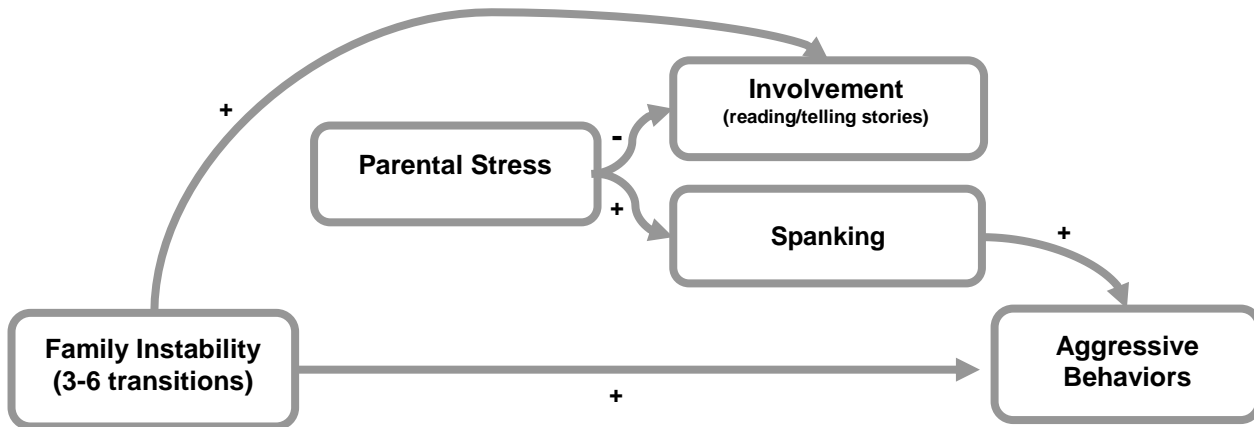 Involvement
(reading/telling stories)
+
-
Parental Stress
+
Spanking
+
Family Instability
(3-6 transitions)
+
Aggressive
Behaviors